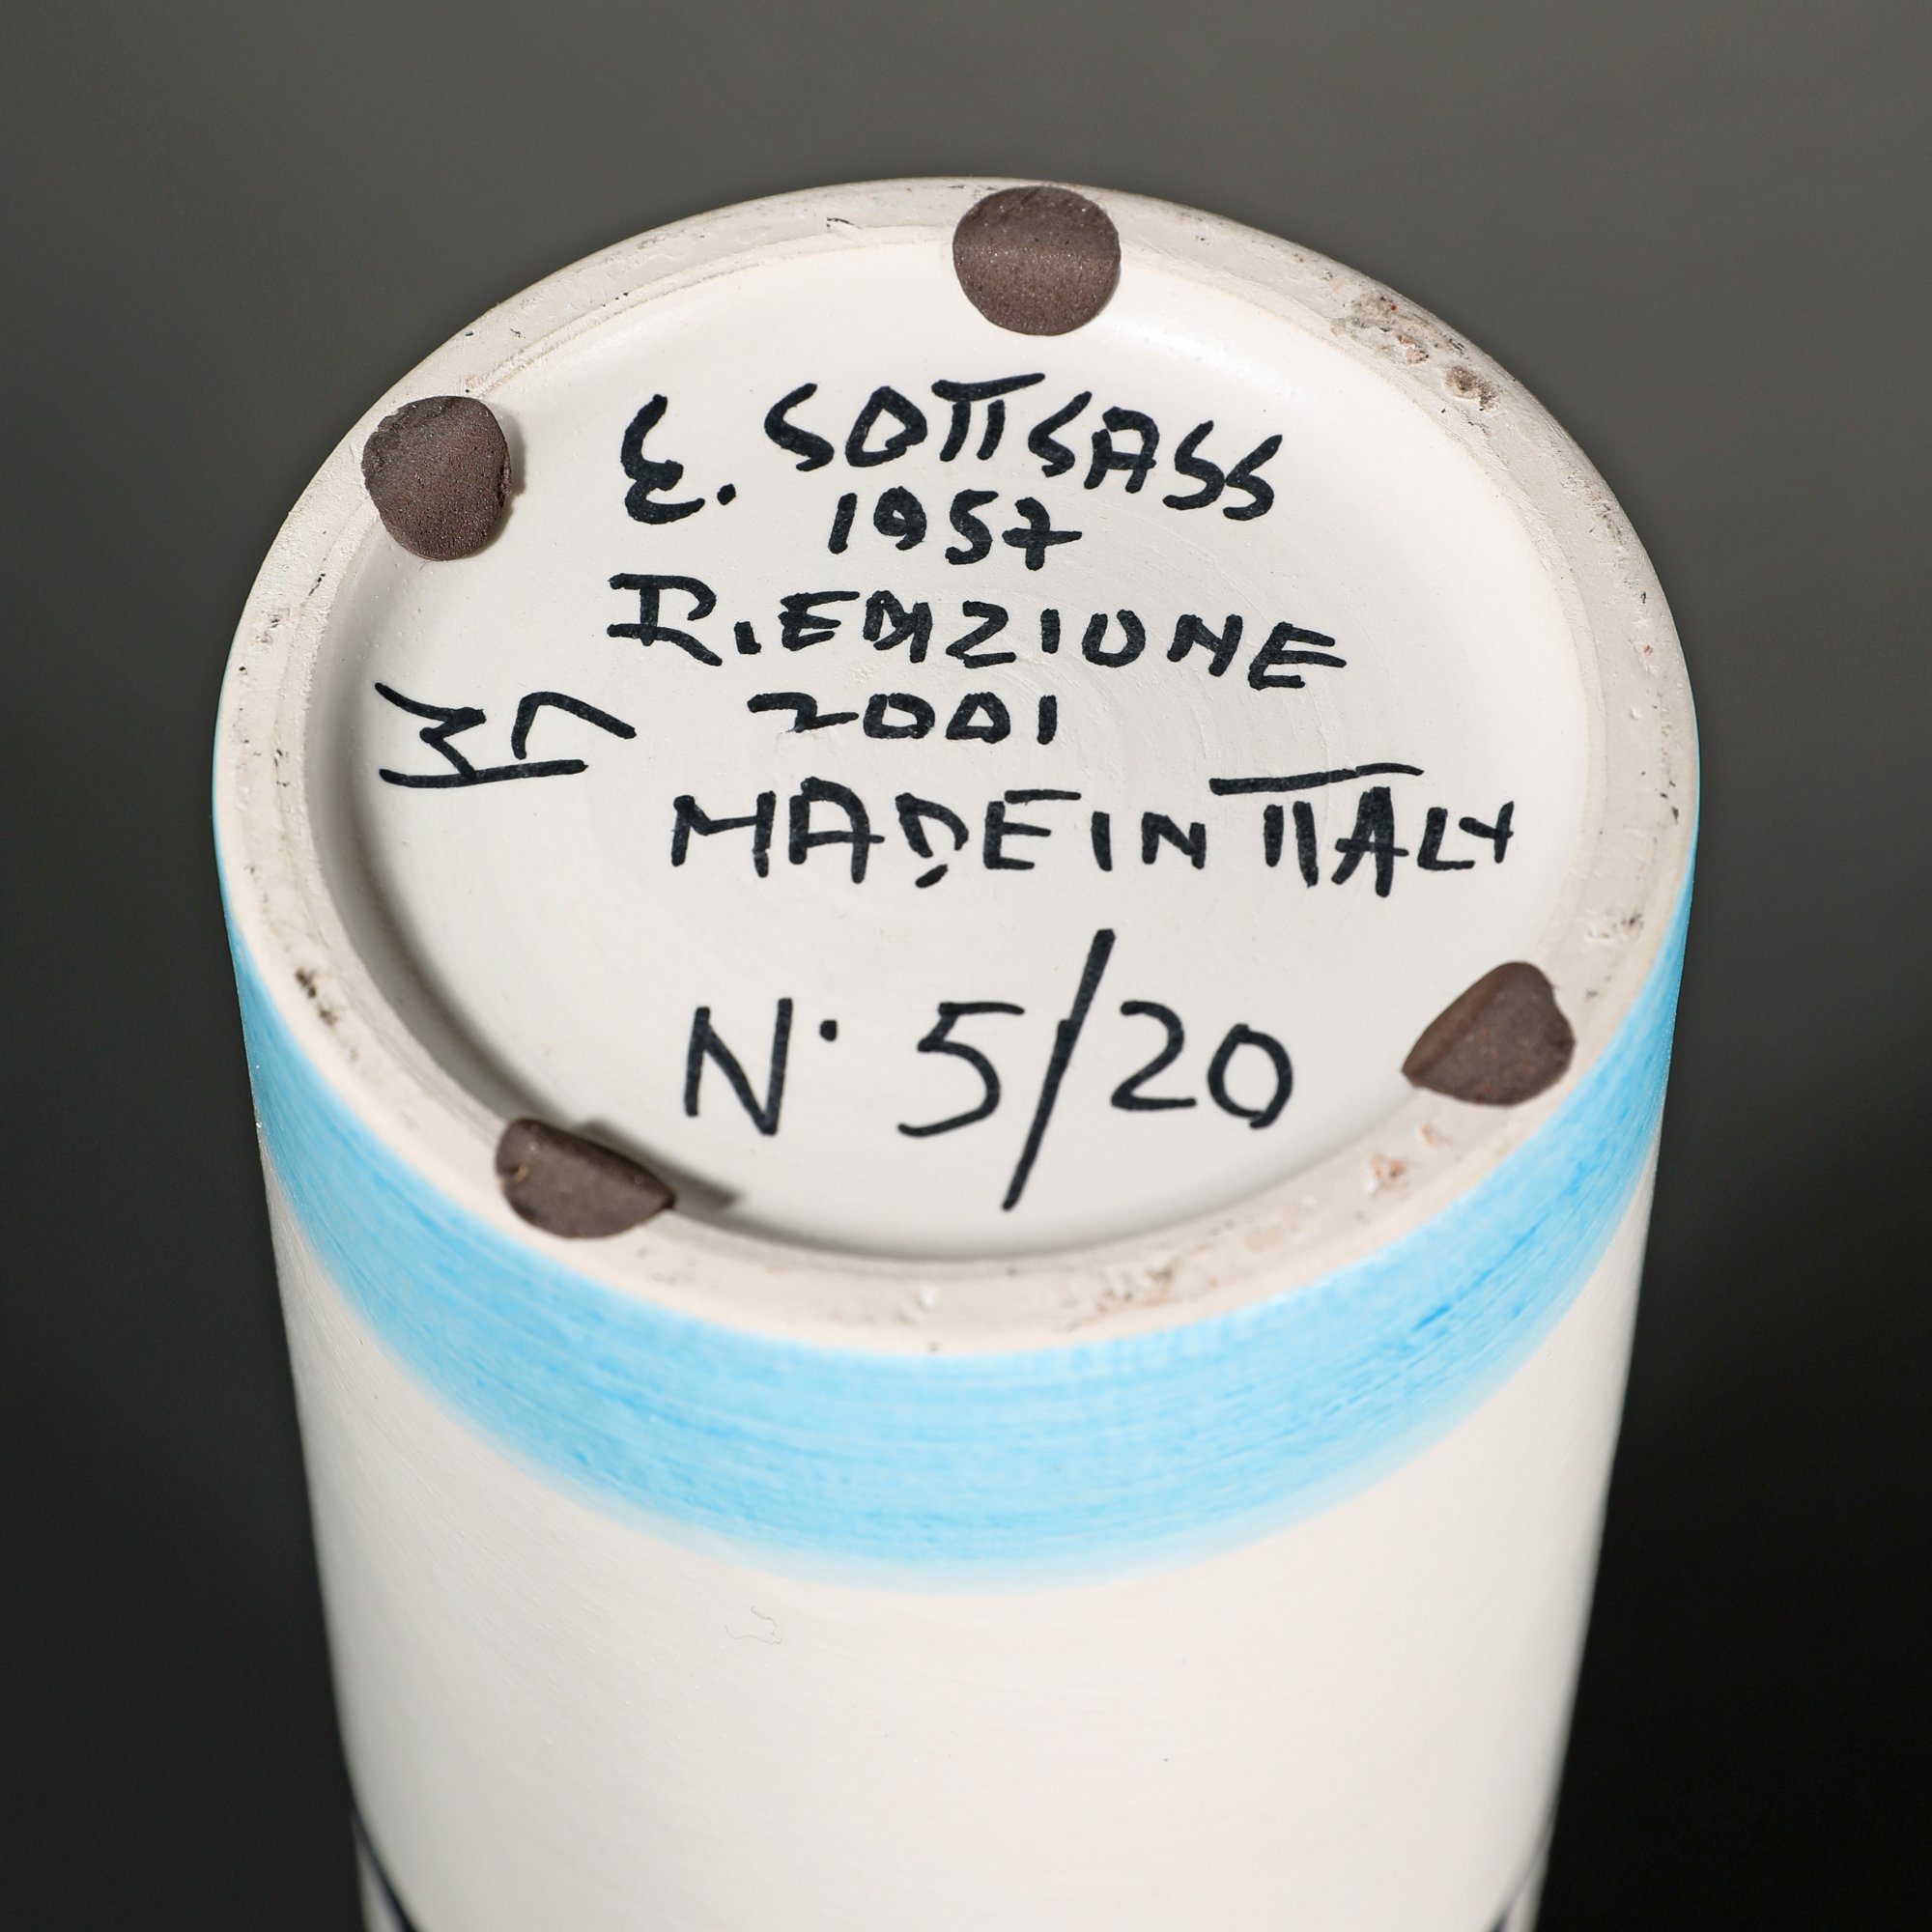 E. SOTTSASS
1957
RIEDIZIONE
2001
MADE IN ITALY
N. 5/20